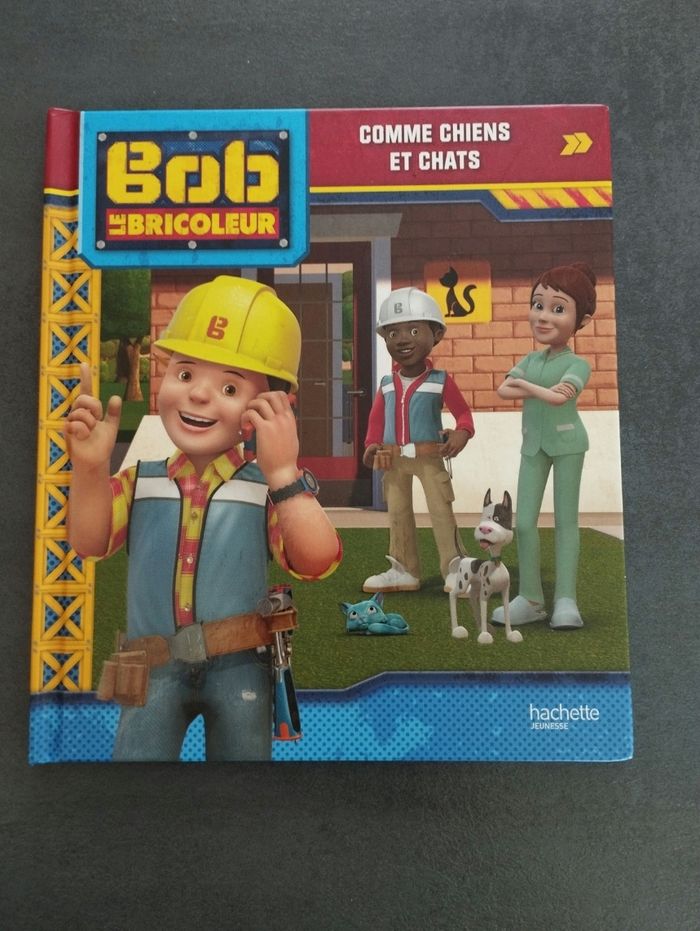 Bob
LE BRICOLEUR
COMME CHIENS
ET CHATS
B
B
hachette
JEUNESSE